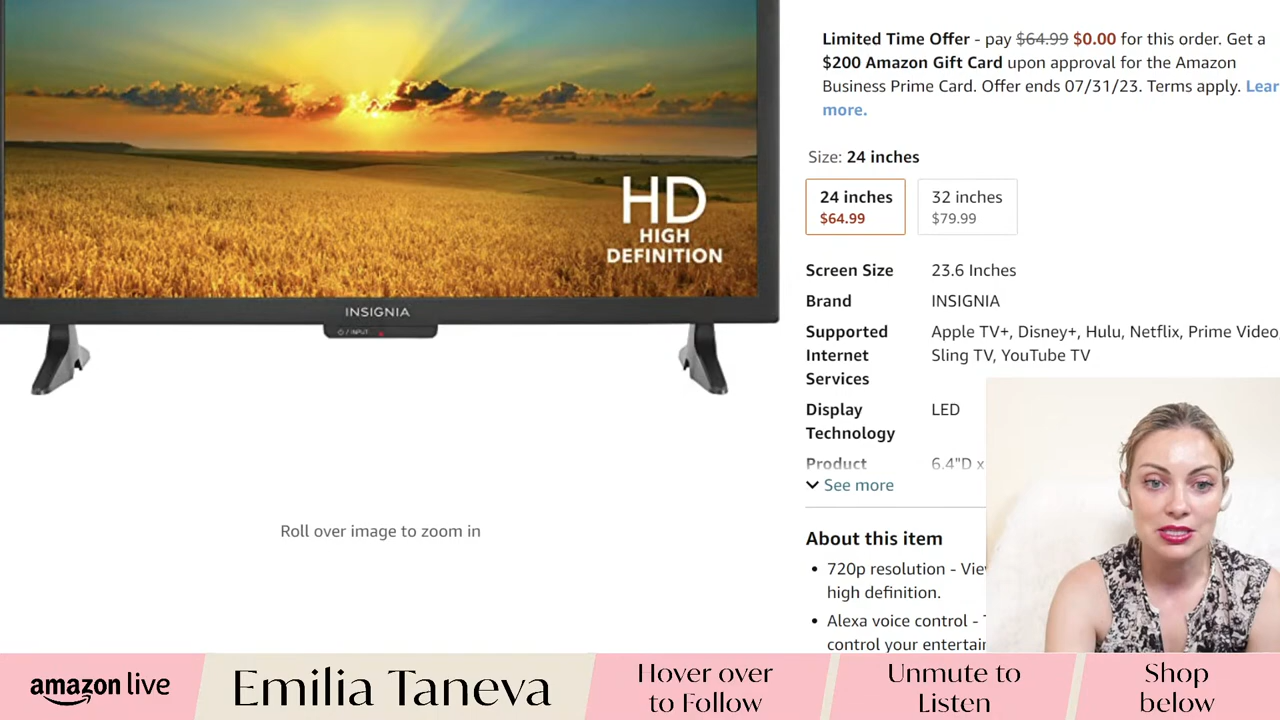 HD
HIGH
DEFINITION
INSIGNIA
/ INPUT
Roll over image to zoom in
Limited Time Offer - pay $64.99 $0.00 for this order. Get a
$200 Amazon Gift Card upon approval for the Amazon
Business Prime Card. Offer ends 07/31/23. Terms apply. Lear
more.
Size: 24 inches
24 inches
$64.99
32 inches
$79.99
Screen Size 23.6 Inches
Brand INSIGNIA
Supported Internet Services Apple TV+, Disney+, Hulu, Netflix, Prime Video,
Sling TV, YouTube TV
Display Technology LED
Product 6.4"D x
See more
About this item
• 720p resolution - Vie
high definition.
• Alexa voice control - T
control your entertai
amazon live
Emilia Taneva
Hover over
to Follow
Unmute to
Listen
Shop
below